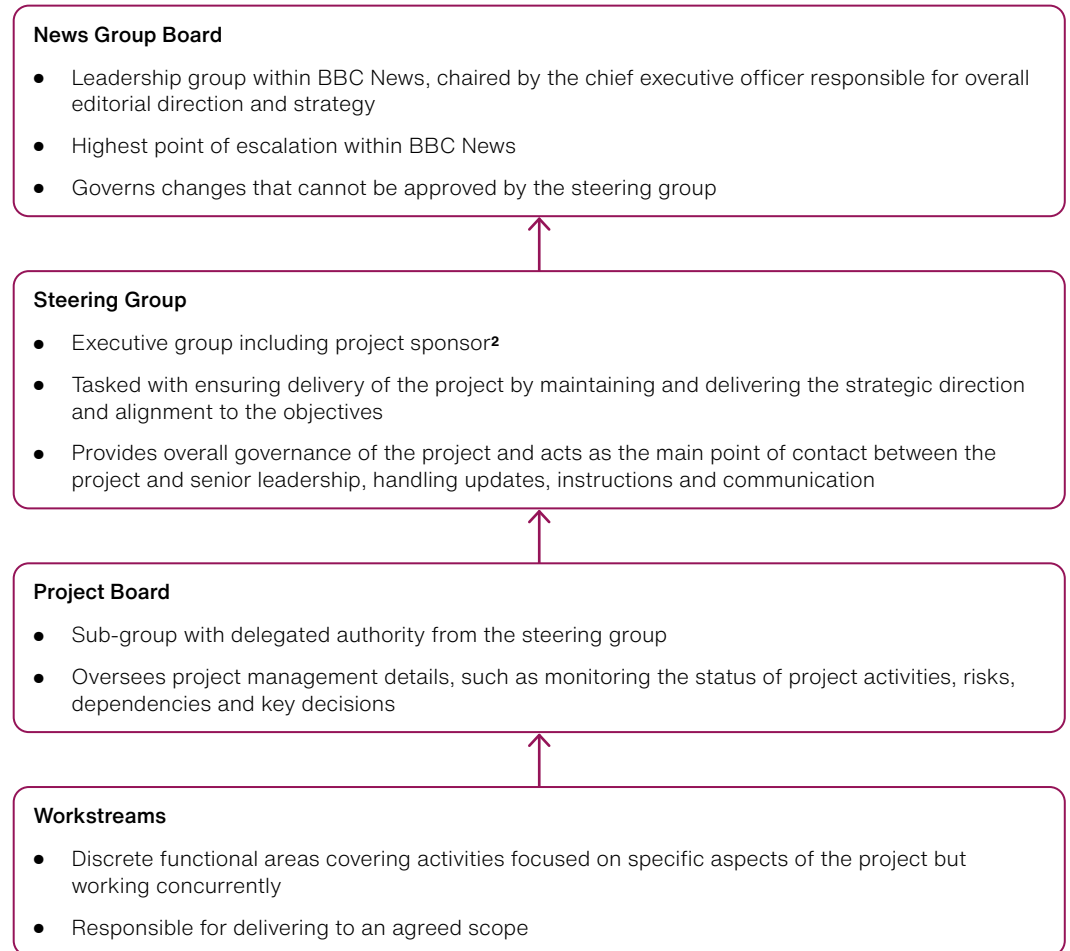 News Group Board
● Leadership group within BBC News, chaired by the chief executive officer responsible for overall
editorial direction and strategy
● Highest point of escalation within BBC News
● Governs changes that cannot be approved by the steering group
Steering Group
● Executive group including project sponsor²
● Tasked with ensuring delivery of the project by maintaining and delivering the strategic direction
and alignment to the objectives
● Provides overall governance of the project and acts as the main point of contact between the
project and senior leadership, handling updates, instructions and communication
Project Board
● Sub-group with delegated authority from the steering group
● Oversees project management details, such as monitoring the status of project activities, risks,
dependencies and key decisions
Workstreams
● Discrete functional areas covering activities focused on specific aspects of the project but
working concurrently
● Responsible for delivering to an agreed scope